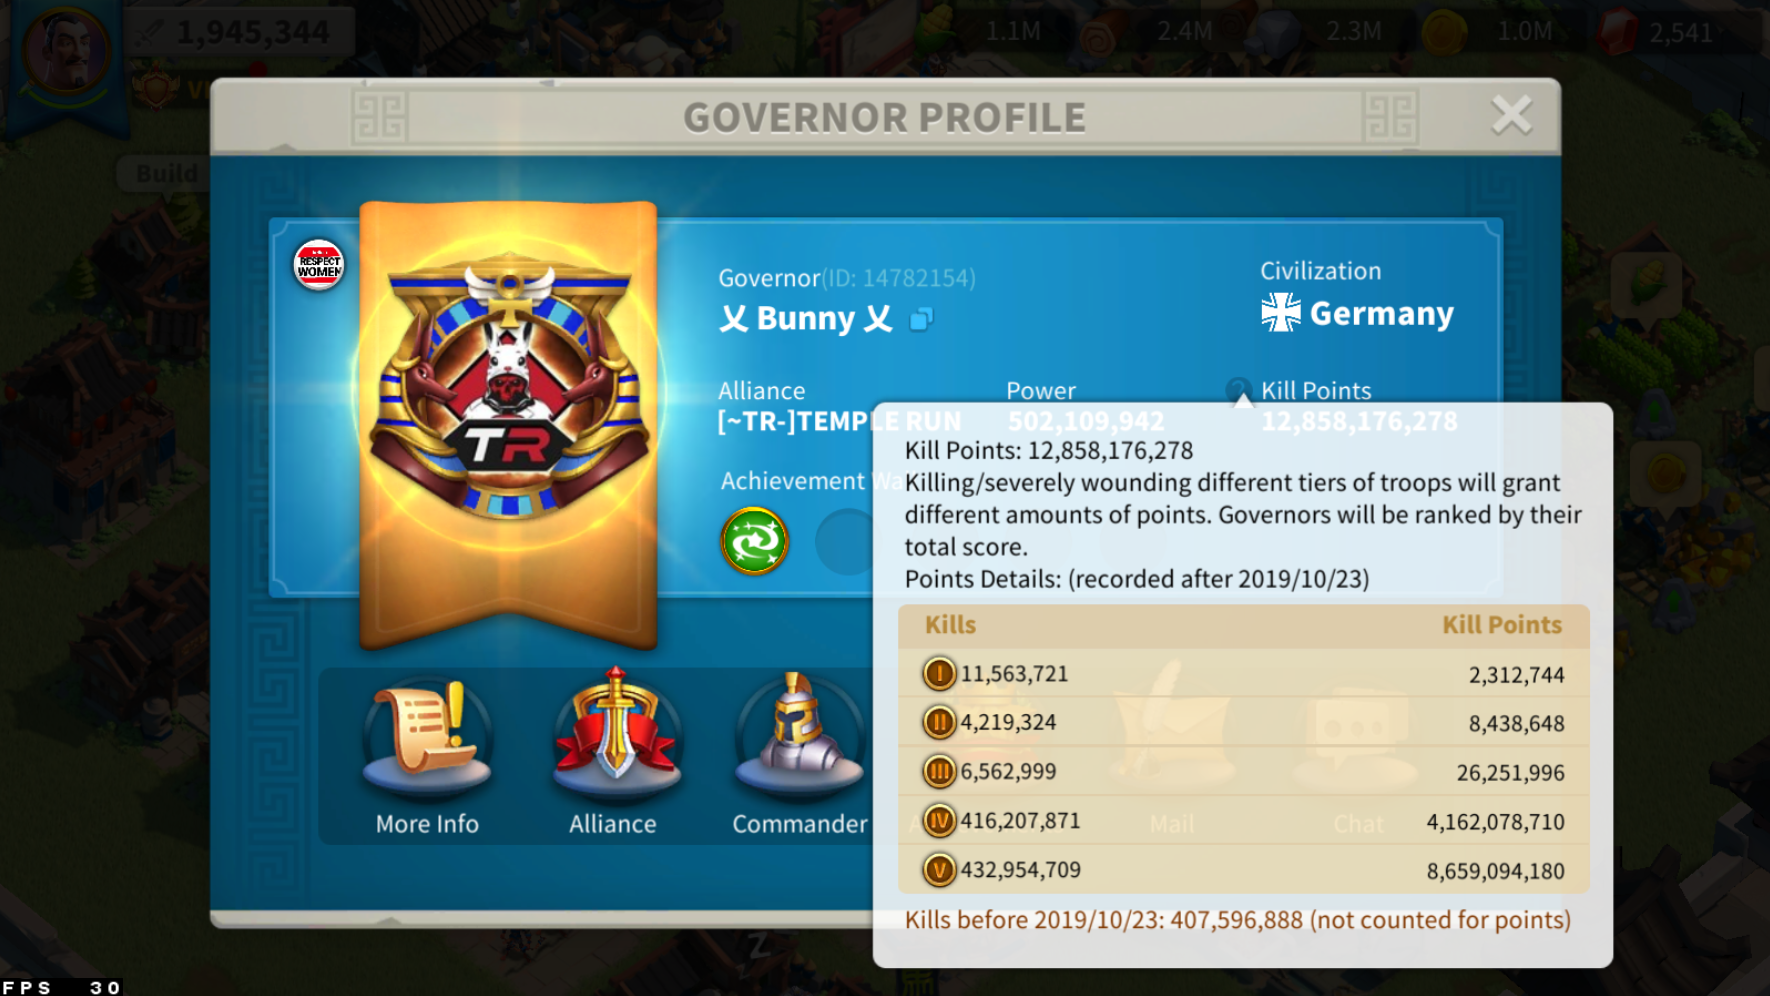 1,945,344
1.1M
2.4M
2.3M
1.0M
2,541
GOVERNOR PROFILE
Build
RESPECT
WOMEN
TR
Governor(ID: 14782154)
乂 Bunny 乂
Civilization
Germany
Alliance
[~TR-]TEMPLE RUN
Power
502,109,942
Kill Points
12,858,176,278
Achievement Wa
Kill Points: 12,858,176,278
Killing/severely wounding different tiers of troops will grant
different amounts of points. Governors will be ranked by their
total score.
Points Details: (recorded after 2019/10/23)
Kills Kill Points
I 11,563,721 2,312,744
II 4,219,324 8,438,648
III 6,562,999 26,251,996
IV 416,207,871 4,162,078,710
V 432,954,709 8,659,094,180
Kills before 2019/10/23: 407,596,888 (not counted for points)
More Info
Alliance
Commander
Mail
Chat
FPS 30